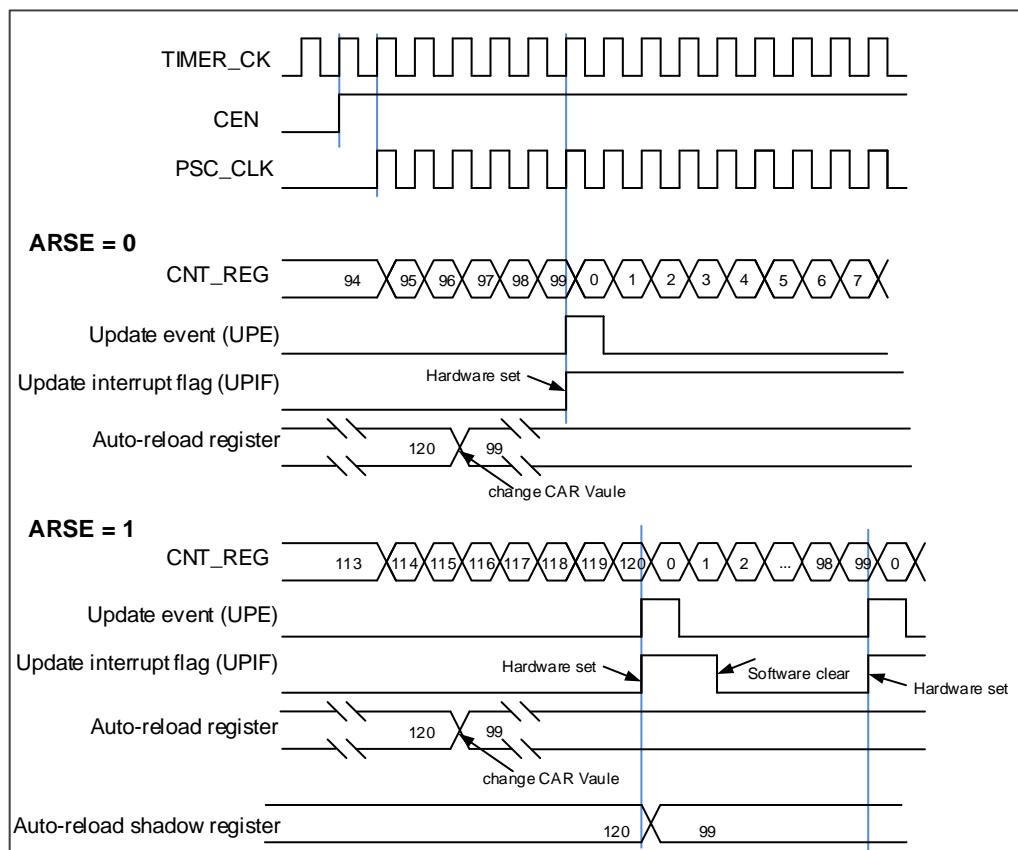 TIMER_CK
CEN
PSC_CLK
ARSE = 0
CNT_REG 94 95 96 97 98 99 0 1 2 3 4 5 6 7
Update event (UPE)
Update interrupt flag (UPIF) Hardware set
Auto-reload register 120 99
change CAR Vaule
ARSE = 1
CNT_REG 113 114 115 116 117 118 119 120 0 1 2 ... 98 99 0
Update event (UPE)
Update interrupt flag (UPIF) Hardware set Software clear Hardware set
Auto-reload register 120 99
change CAR Vaule
Auto-reload shadow register 120 99